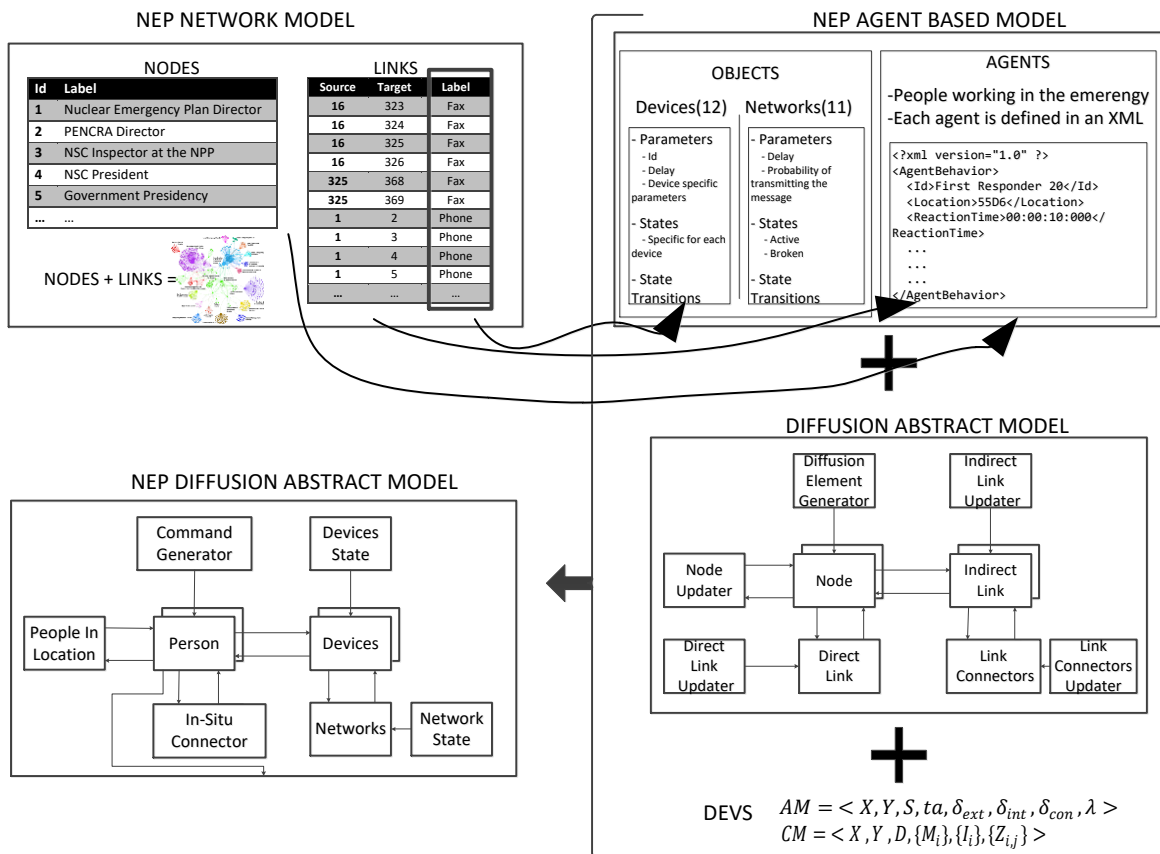 NEP NETWORK MODEL
NODES
Id Label
1 Nuclear Emergency Plan Director
2 PENCRA Director
3 NSC Inspector at the NPP
4 NSC President
5 Government Presidency
... ...
NODES + LINKS =
LINKS
Source Target Label
16 323 Fax
16 324 Fax
16 325 Fax
16 326 Fax
325 368 Fax
325 369 Fax
1 2 Phone
1 3 Phone
1 4 Phone
1 5 Phone
... ... ...
NEP AGENT BASED MODEL
OBJECTS
Devices(12)
- Parameters
- Id
- Delay
- Device specific
parameters
- States
- Specific for each
device
- State
Transitions
Networks(11)
- Parameters
- Delay
- Probability of
transmitting the
message
- States
- Active
- Broken
- State
Transitions
AGENTS
-People working in the emerengy
-Each agent is defined in an XML
<?xml version="1.0" ?>
<AgentBehavior>
<Id>First Responder 20</Id>
<Location>55D6</Location>
<ReactionTime>00:00:10:000</
ReactionTime>
...
...
...
</AgentBehavior>
NEP DIFFUSION ABSTRACT MODEL
Command
Generator
Devices
State
People In
Location
Person
Devices
In-Situ
Connector
Networks
Network
State
DIFFUSION ABSTRACT MODEL
Diffusion
Element
Generator
Indirect
Link
Updater
Node
Updater
Node
Indirect
Link
Direct
Link
Updater
Direct
Link
Link
Connectors
Link
Connectors
Updater
DEVS AM = < X, Y, S, ta, δ_ext, δ_int, δ_con, λ >
CM = < X, Y, D, {M_i}, {I_i}, {Z_i,j} >